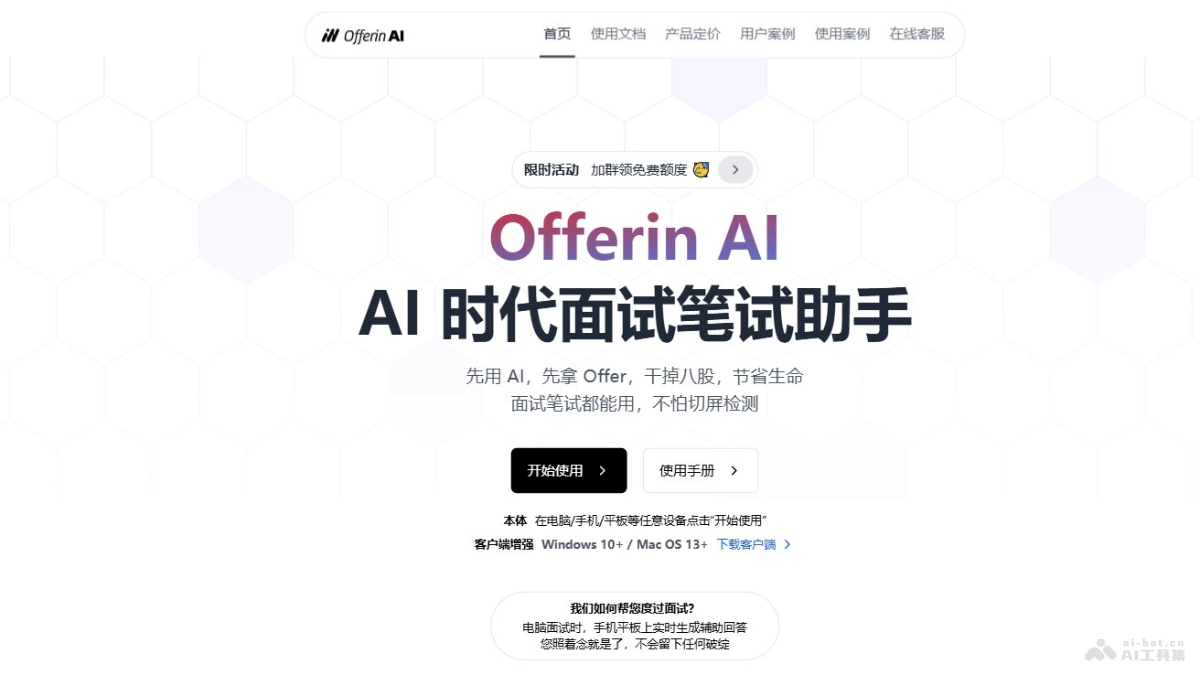 Offerin AI
首页 使用文档 产品定价 用户案例 使用案例 在线客服
限时活动 加群领免费额度
Offerin AI
AI 时代面试笔试助手
先用 AI，先拿 Offer，干掉八股，节省生命
面试笔试都能用，不怕切屏检测
开始使用 使用手册
本体 在电脑/手机/平板等任意设备点击“开始使用”
客户端增强 Windows 10+ / Mac OS 13+ 下载客户端
我们如何帮您度过面试?
电脑面试时，手机平板上实时生成辅助回答
您照着念就是了，不会留下任何破绽
ai-bot.cn
AI工具集